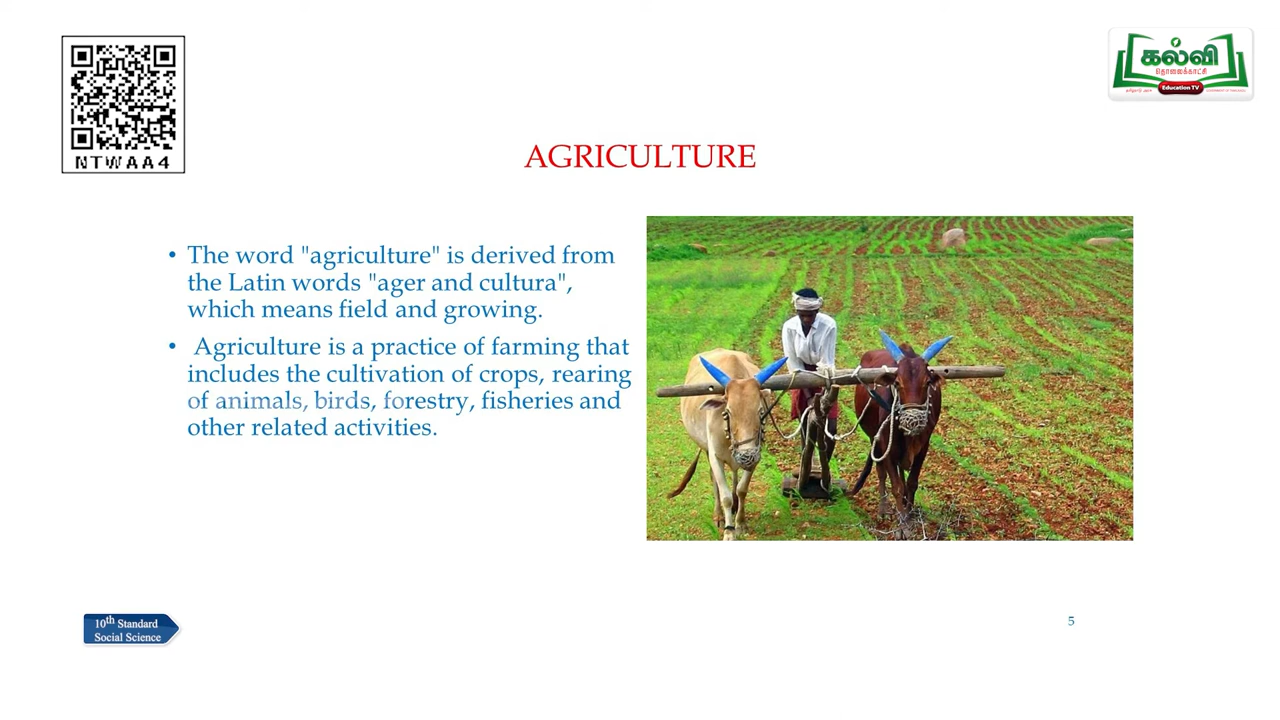 கல்வி
தொலைக்காட்சி
Education TV
NTWAA4
AGRICULTURE
• The word "agriculture" is derived from
the Latin words "ager and cultura",
which means field and growing.
• Agriculture is a practice of farming that
includes the cultivation of crops, rearing
of animals, birds, forestry, fisheries and
other related activities.
10th Standard
Social Science
5